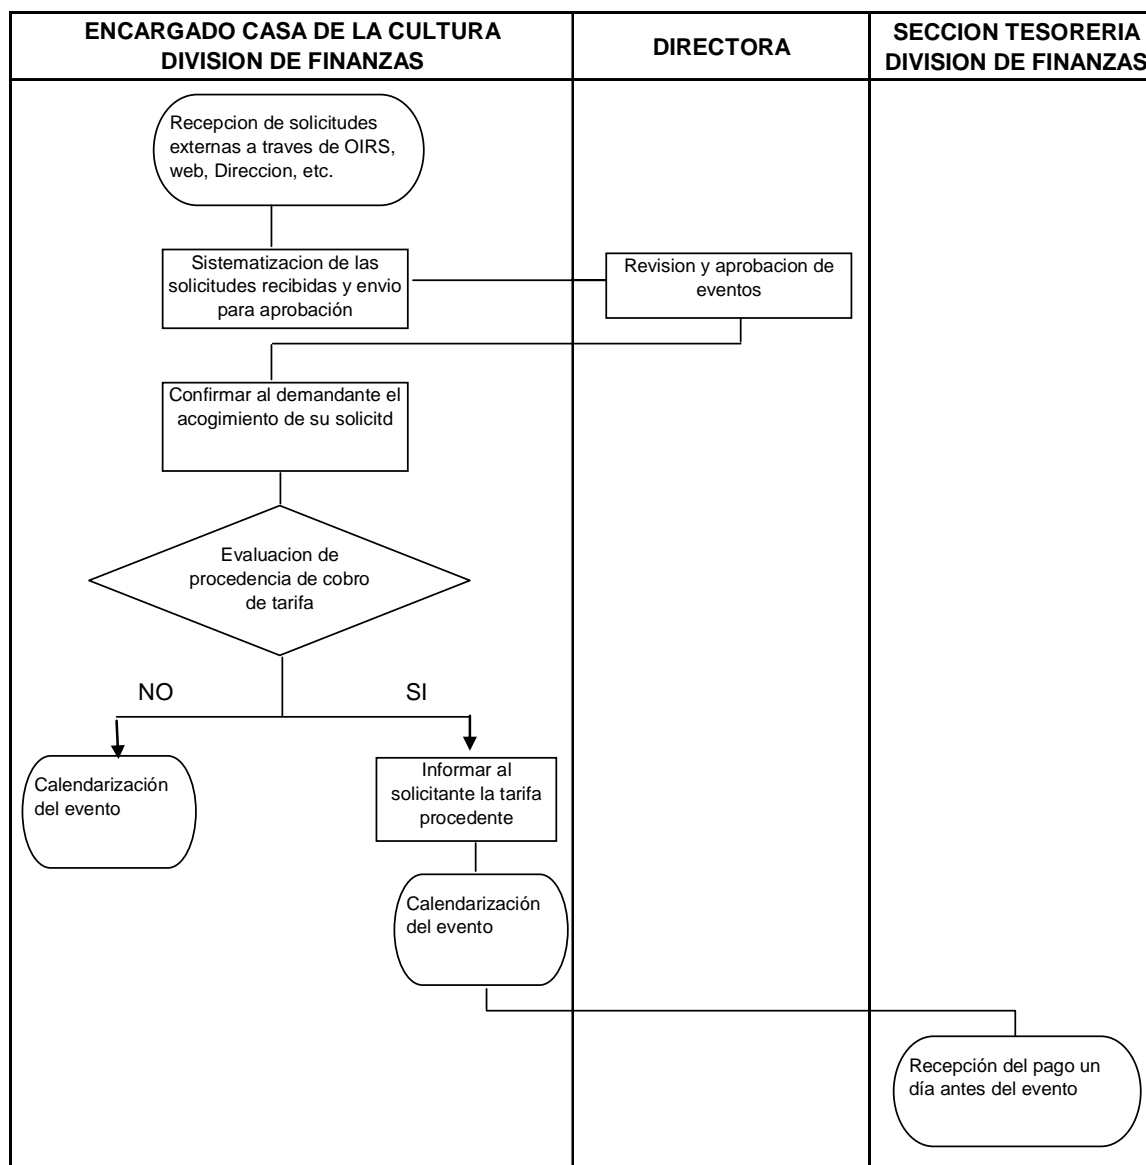 ENCARGADO CASA DE LA CULTURA
DIVISION DE FINANZAS
DIRECTORA
SECCION TESORERIA
DIVISION DE FINANZAS
Recepcion de solicitudes
externas a traves de OIRS,
web, Direccion, etc.
Sistematizacion de las
solicitudes recibidas y envio
para aprobación
Revision y aprobacion de
eventos
Confirmar al demandante el
acogimiento de su solicitd
Evaluacion de
procedencia de cobro
de tarifa
NO
SI
Calendarización
del evento
Informar al
solicitante la tarifa
procedente
Calendarización
del evento
Recepción del pago un
día antes del evento